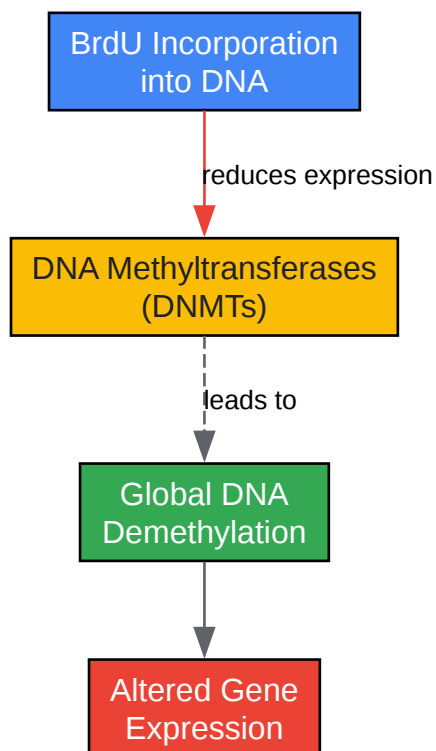 BrdU Incorporation
into DNA
reduces expression
DNA Methyltransferases
(DNMTs)
leads to
Global DNA
Demethylation
Altered Gene
Expression